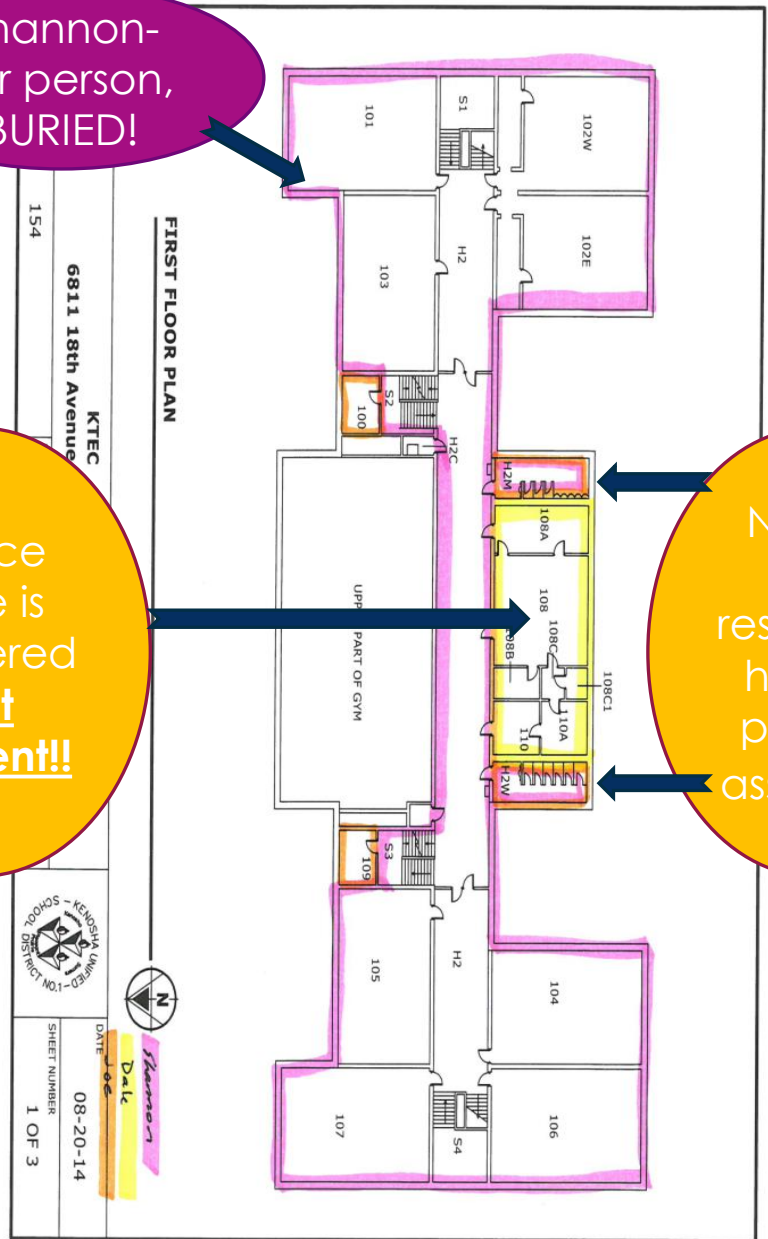 hannon-
r person,
BURIED!
101
S1
102W
102E
H2
103
S2
100
H2C
FIRST FLOOR PLAN
154
KTEC
6811 18th Avenue
ce
e is
ered
t
ent!!
UPPER PART OF GYM
H2M
108A
108
108C
108B
108C1
110A
110
H2W
N
res
h
p
as
S3
109
H2
105
104
107
S4
106
KENOSHA UNIFIED
SCHOOL DISTRICT NO.1
N
Shannon
Dale
Joe
DATE
08-20-14
SHEET NUMBER
1 OF 3